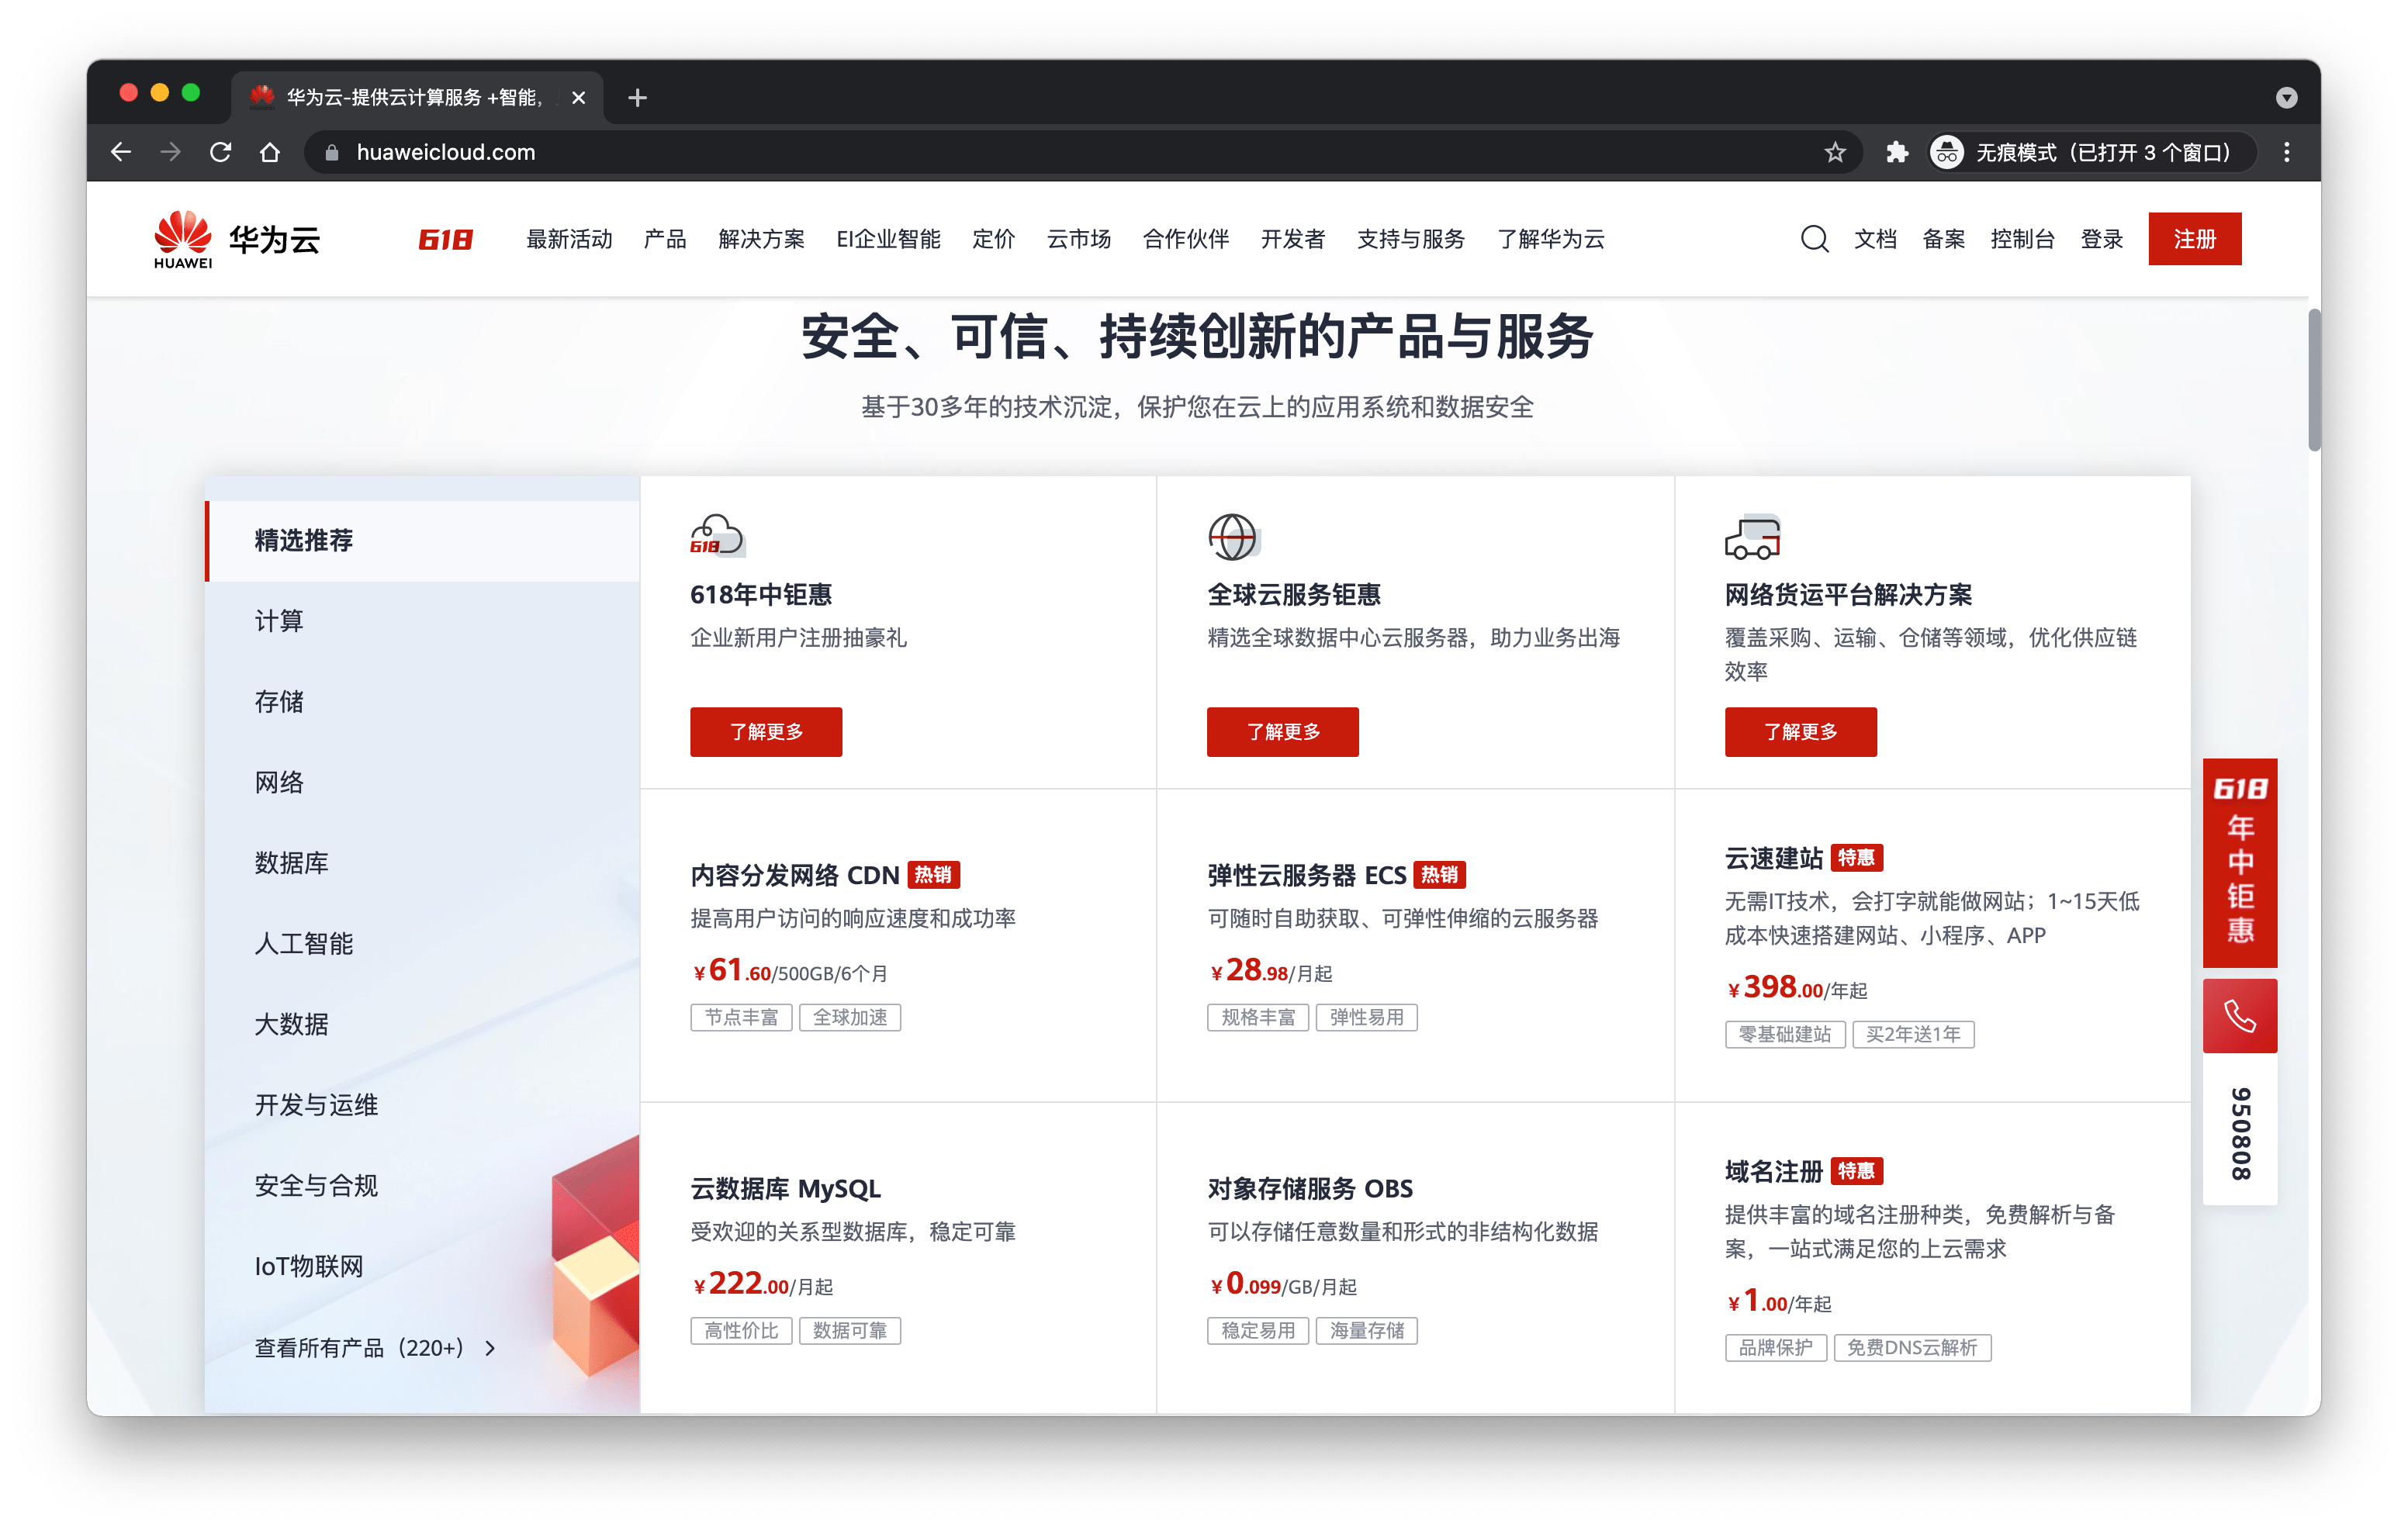 华为云-提供云计算服务 +智能,
huaweicloud.com
无痕模式（已打开 3 个窗口）
HUAWEI
华为云
618
最新活动
产品
解决方案
EI企业智能
定价
云市场
合作伙伴
开发者
支持与服务
了解华为云
文档
备案
控制台
登录
注册
安全、可信、持续创新的产品与服务
基于30多年的技术沉淀，保护您在云上的应用系统和数据安全
精选推荐
计算
存储
网络
数据库
人工智能
大数据
开发与运维
安全与合规
IoT物联网
查看所有产品（220+）
618
618年中钜惠
企业新用户注册抽豪礼
了解更多
全球云服务钜惠
精选全球数据中心云服务器，助力业务出海
了解更多
网络货运平台解决方案
覆盖采购、运输、仓储等领域，优化供应链
效率
了解更多
内容分发网络 CDN 热销
提高用户访问的响应速度和成功率
¥61.60/500GB/6个月
节点丰富 全球加速
弹性云服务器 ECS 热销
可随时自助获取、可弹性伸缩的云服务器
¥28.98/月起
规格丰富 弹性易用
云速建站 特惠
无需IT技术，会打字就能做网站；1~15天低
成本快速搭建网站、小程序、APP
¥398.00/年起
零基础建站 买2年送1年
云数据库 MySQL
受欢迎的关系型数据库，稳定可靠
¥222.00/月起
高性价比 数据可靠
对象存储服务 OBS
可以存储任意数量和形式的非结构化数据
¥0.099/GB/月起
稳定易用 海量存储
域名注册 特惠
提供丰富的域名注册种类，免费解析与备
案，一站式满足您的上云需求
¥1.00/年起
品牌保护 免费DNS云解析
618
年中钜惠
950808